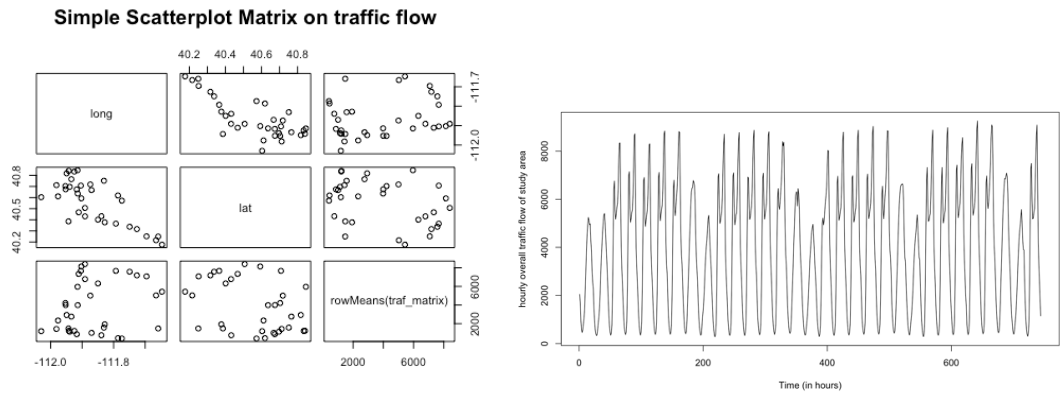 Simple Scatterplot Matrix on traffic flow
40.2 40.4 40.6 40.8
long
-112.0 -111.7
40.2 40.5 40.8
lat
rowMeans(traf_matrix)
2000 6000
-112.0 -111.8
2000 6000
hourly overall traffic flow of study area
0 2000 4000 6000 8000
0 200 400 600
Time (in hours)